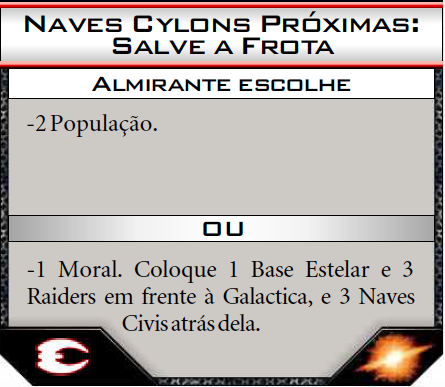 Naves Cylons Próximas:
Salve a Frota
Almirante escolhe
-2 População.
OU
-1 Moral. Coloque 1 Base Estelar e 3
Raiders em frente à Galactica, e 3 Naves
Civis atrás dela.